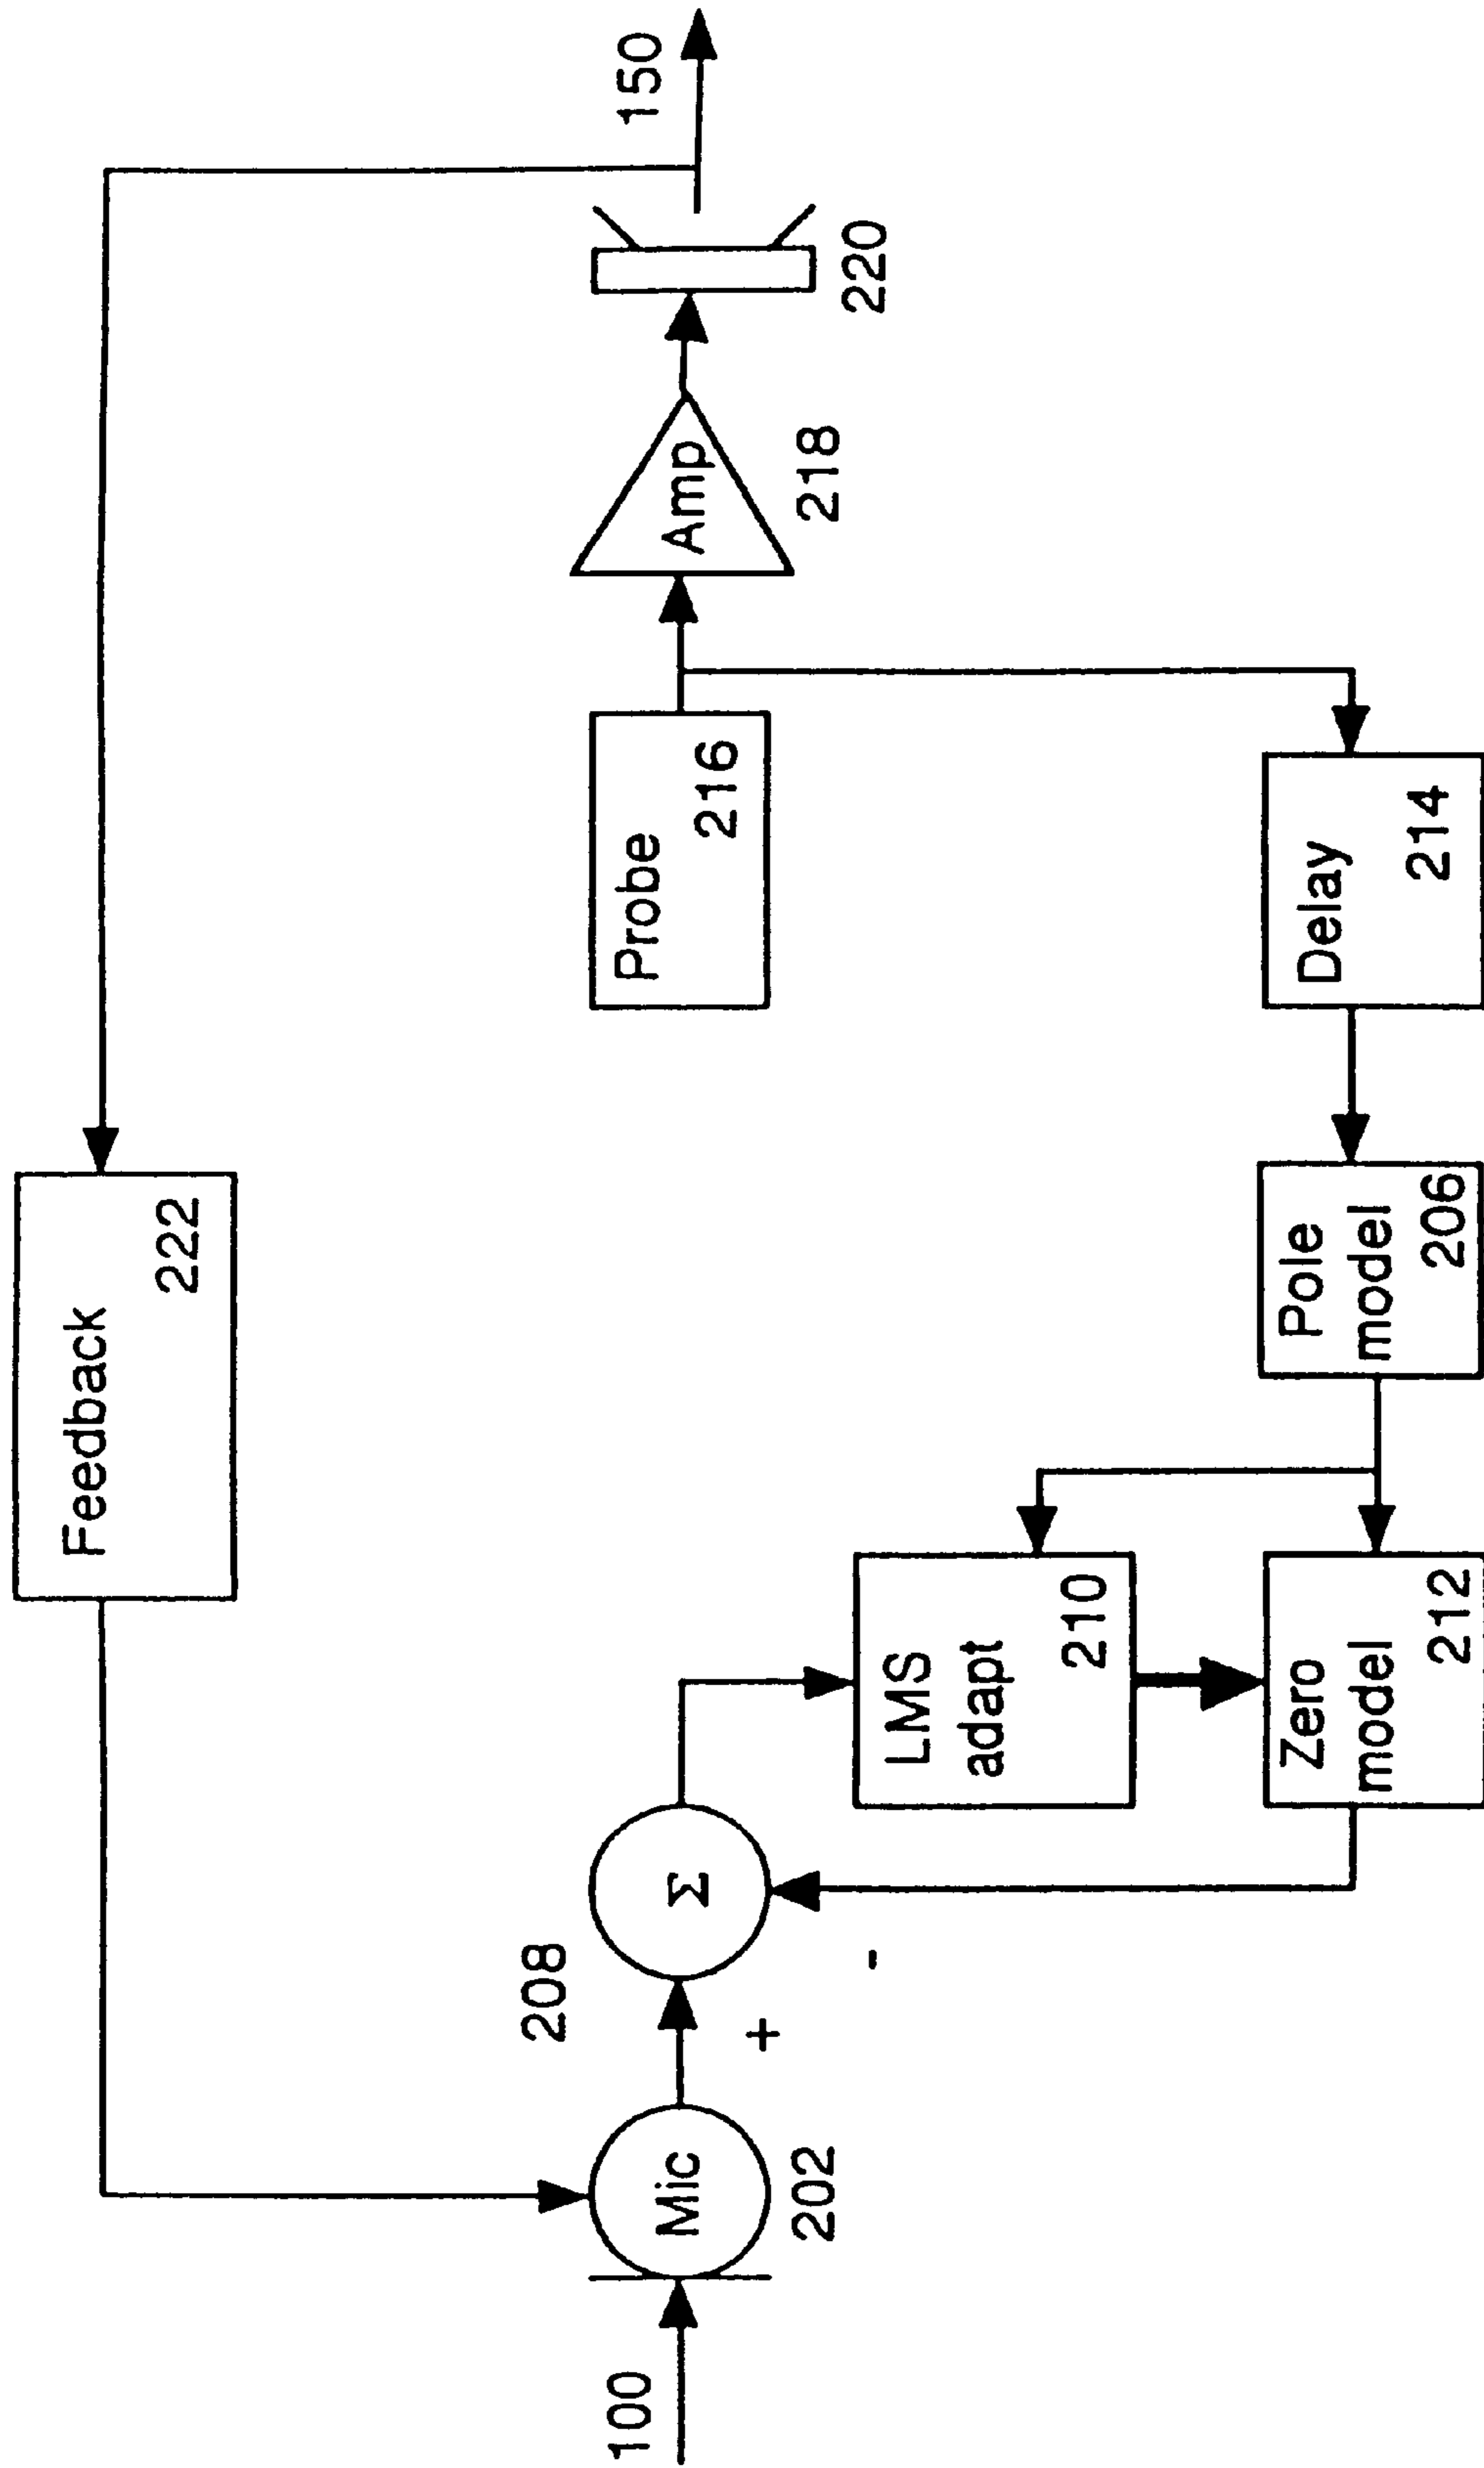 Feedback
222
150
Probe
216
Amp
218
220
208
Σ
100
Mic
202
+
-
LMS
adapt
210
Zero
model
212
Pole
model
206
Delay
214